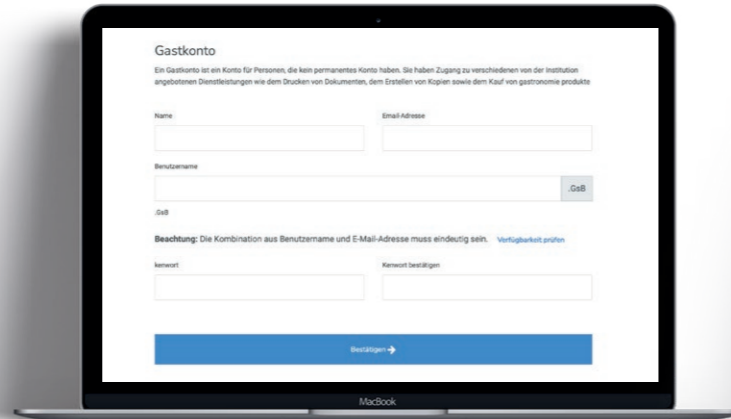 Gastkonto
Ein Gastkonto ist ein Konto für Personen, die kein permanentes Konto haben. Sie haben Zugang zu verschiedenen von der Institution
angebotenen Dienstleistungen wie dem Drucken von Dokumenten, dem Erstellen von Kopien sowie dem Kauf von gastronomie produkte
Name Email-Adresse
Benutzername
.GsB
.GsB
Beachtung: Die Kombination aus Benutzername und E-Mail-Adresse muss eindeutig sein. Verfügbarkeit prüfen
kenwort Kenwort bestätigen
Bestätigen
MacBook